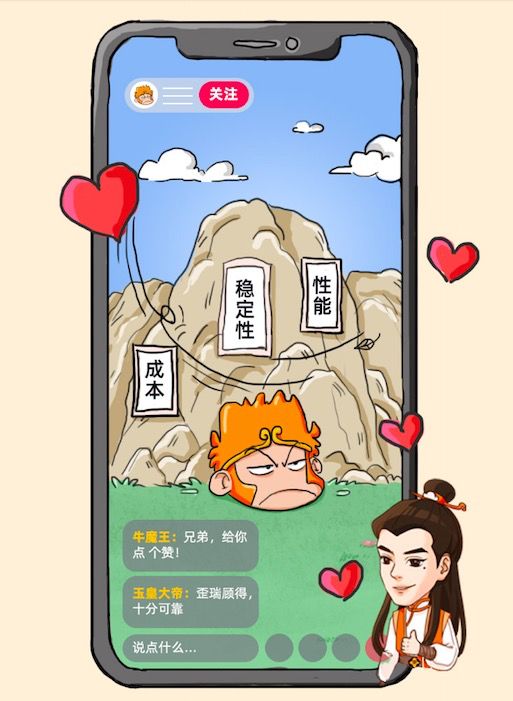 关注
稳定性
性能
成本
牛魔王：兄弟，给你
点 个赞！
玉皇大帝：歪瑞顾得，
十分可靠
说点什么...